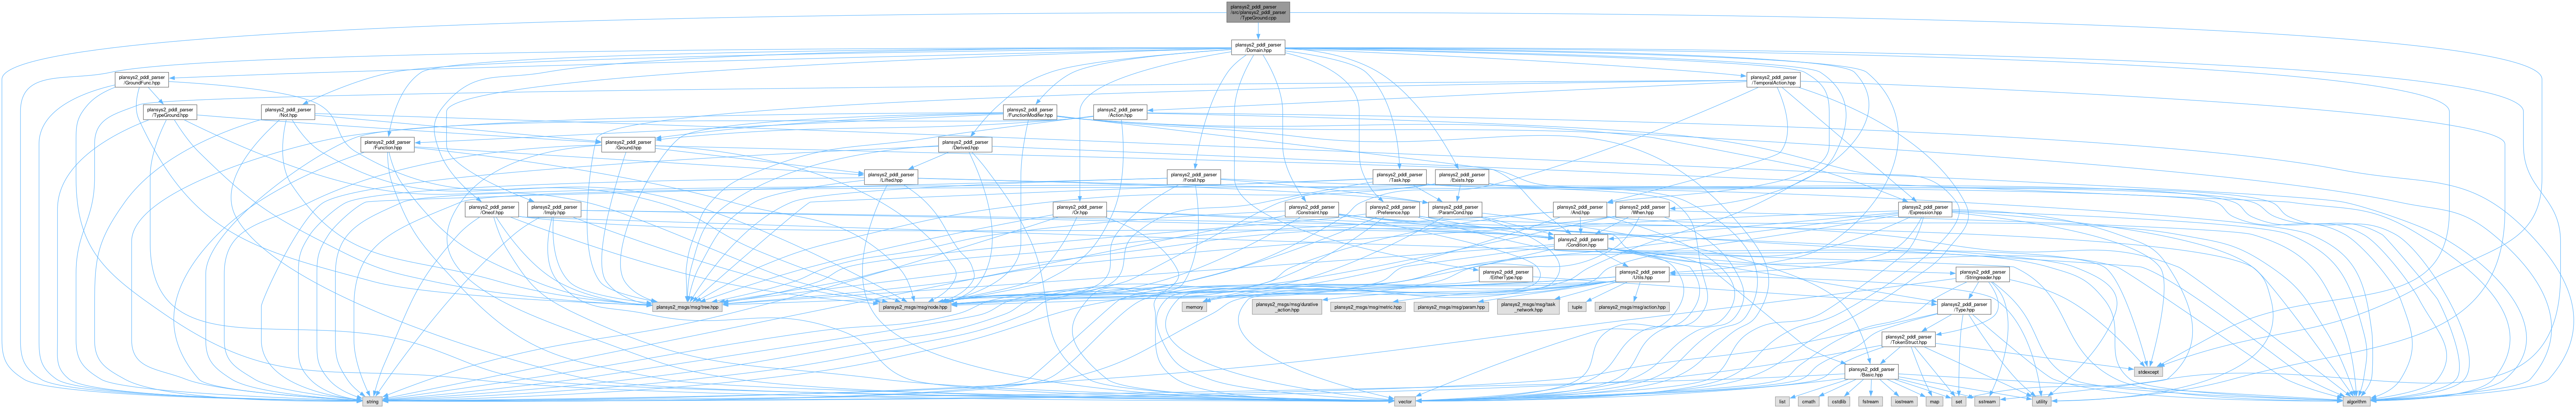 plansys2_pddl_parser
/src/plansys2_pddl_parser
/TypeGround.cpp
plansys2_pddl_parser
/Domain.hpp
plansys2_pddl_parser
/GroundFunc.hpp
plansys2_pddl_parser
/TemporalAction.hpp
plansys2_pddl_parser
/TypeGround.hpp
plansys2_pddl_parser
/Not.hpp
plansys2_pddl_parser
/FunctionModifier.hpp
plansys2_pddl_parser
/Action.hpp
plansys2_pddl_parser
/Function.hpp
plansys2_pddl_parser
/Ground.hpp
plansys2_pddl_parser
/Derived.hpp
plansys2_pddl_parser
/Lifted.hpp
plansys2_pddl_parser
/Forall.hpp
plansys2_pddl_parser
/Task.hpp
plansys2_pddl_parser
/Exists.hpp
plansys2_pddl_parser
/Oneof.hpp
plansys2_pddl_parser
/Imply.hpp
plansys2_pddl_parser
/Or.hpp
plansys2_pddl_parser
/Constraint.hpp
plansys2_pddl_parser
/Preference.hpp
plansys2_pddl_parser
/ParamCond.hpp
plansys2_pddl_parser
/And.hpp
plansys2_pddl_parser
/When.hpp
plansys2_pddl_parser
/Expression.hpp
plansys2_pddl_parser
/Condition.hpp
plansys2_pddl_parser
/EitherType.hpp
plansys2_pddl_parser
/Utils.hpp
plansys2_pddl_parser
/Stringreader.hpp
plansys2_msgs/msg/tree.hpp
plansys2_msgs/msg/node.hpp
memory
plansys2_msgs/msg/durative
_action.hpp
plansys2_msgs/msg/metric.hpp
plansys2_msgs/msg/param.hpp
plansys2_msgs/msg/task
_network.hpp
tuple
plansys2_msgs/msg/action.hpp
plansys2_pddl_parser
/Type.hpp
plansys2_pddl_parser
/TokenStruct.hpp
plansys2_pddl_parser
/Basic.hpp
stdexcept
string
vector
list
cmath
cstdlib
fstream
iostream
map
set
sstream
utility
algorithm